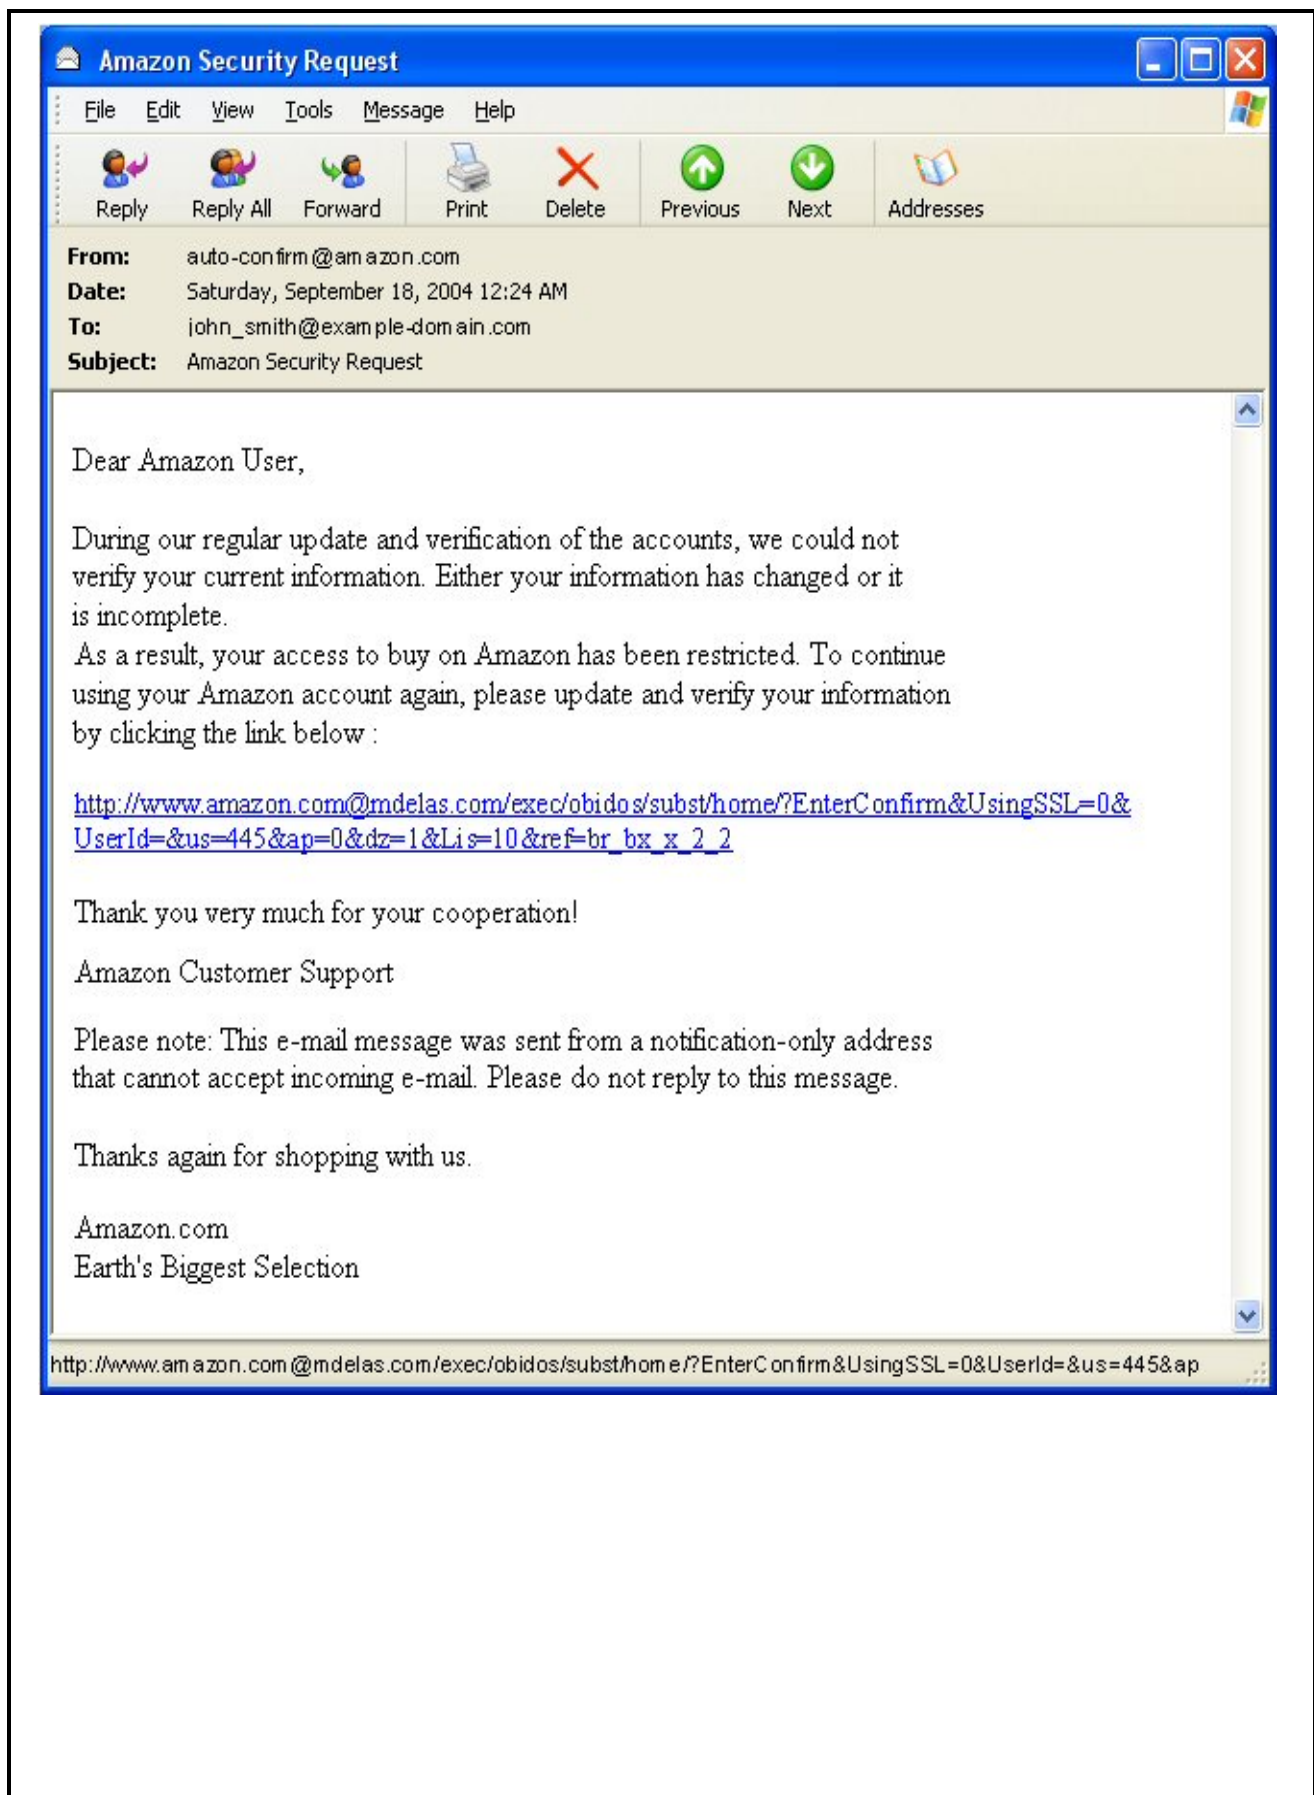 Amazon Security Request
File Edit View Tools Message Help
Reply Reply All Forward Print Delete Previous Next Addresses
From: auto-confirm@amazon.com
Date: Saturday, September 18, 2004 12:24 AM
To: john_smith@example-domain.com
Subject: Amazon Security Request
Dear Amazon User,
During our regular update and verification of the accounts, we could not
verify your current information. Either your information has changed or it
is incomplete.
As a result, your access to buy on Amazon has been restricted. To continue
using your Amazon account again, please update and verify your information
by clicking the link below :
http://www.amazon.com@mdelas.com/exec/obidos/subst/home/?EnterConfirm&UsingSSL=0&
UserId=&us=445&ap=0&dz=1&Lis=10&ref=br_bx_x_2_2
Thank you very much for your cooperation!
Amazon Customer Support
Please note: This e-mail message was sent from a notification-only address
that cannot accept incoming e-mail. Please do not reply to this message.
Thanks again for shopping with us.
Amazon.com
Earth's Biggest Selection
http://www.amazon.com@mdelas.com/exec/obidos/subst/home/?EnterConfirm&UsingSSL=0&UserId=&us=445&ap